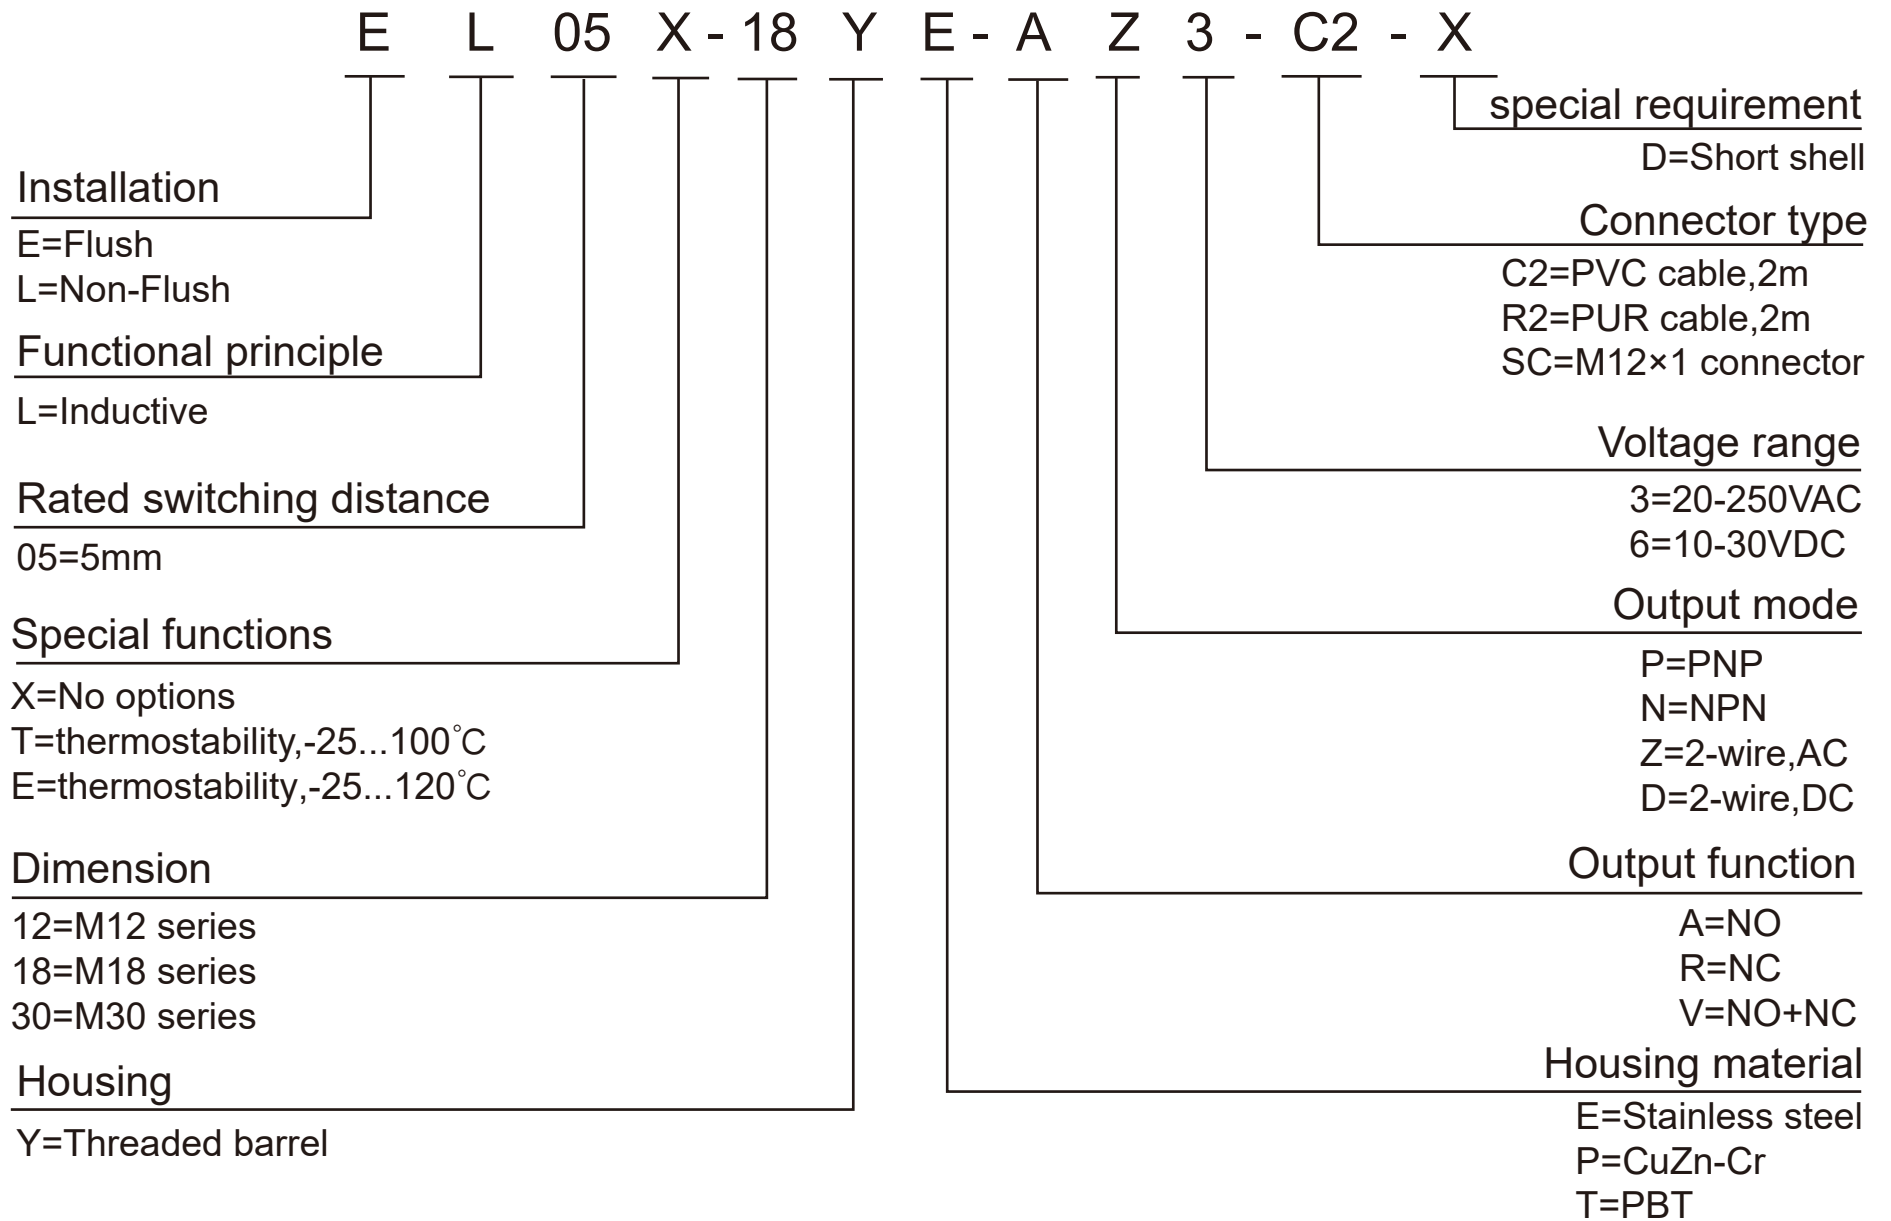 E L 05 X - 18 Y E - A Z 3 - C2 - X
Installation
E=Flush
L=Non-Flush
Functional principle
L=Inductive
Rated switching distance
05=5mm
Special functions
X=No options
T=thermostability,-25...100℃
E=thermostability,-25...120℃
Dimension
12=M12 series
18=M18 series
30=M30 series
Housing
Y=Threaded barrel
special requirement
D=Short shell
Connector type
C2=PVC cable,2m
R2=PUR cable,2m
SC=M12×1 connector
Voltage range
3=20-250VAC
6=10-30VDC
Output mode
P=PNP
N=NPN
Z=2-wire,AC
D=2-wire,DC
Output function
A=NO
R=NC
V=NO+NC
Housing material
E=Stainless steel
P=CuZn-Cr
T=PBT